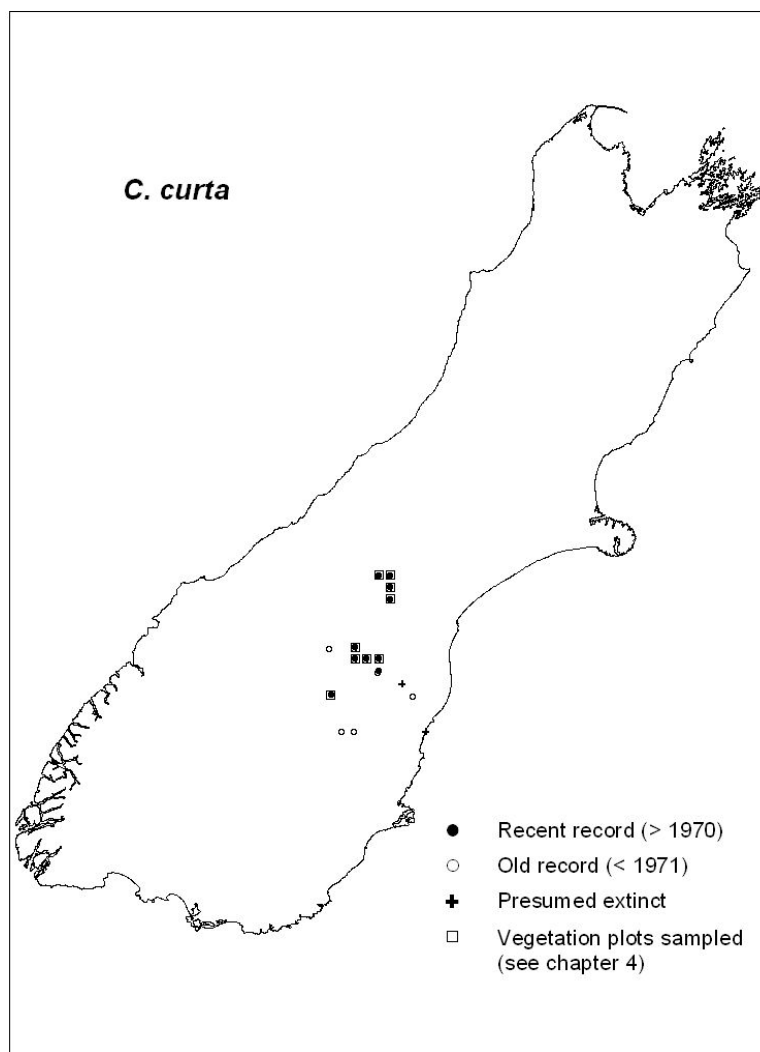 C. curta
Recent record (> 1970)
Old record (< 1971)
Presumed extinct
Vegetation plots sampled
(see chapter 4)